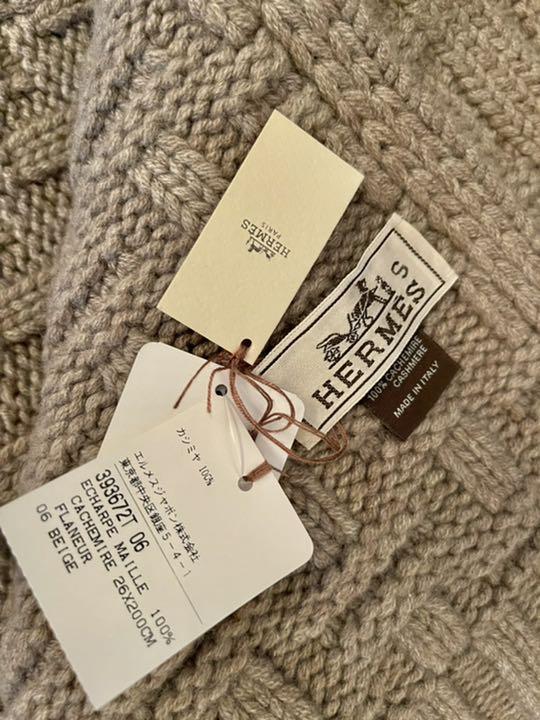 HERMÈS
PARIS
HERMÈS
S
100% CACHEMIRE
CASHMERE
MADE IN ITALY
カシミヤ 100%
エルメスジャポン株式会社
東京都中央区銀座5-4-1
393672T 06
ECHARPE MAILLE 100%
CACHEMIRE 26X200CM
FLANEUR
06 BEIGE